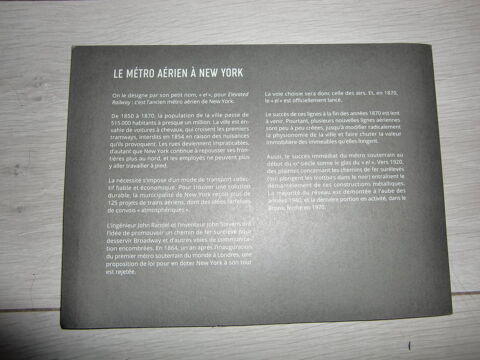 LE MÉTRO AÉRIEN À NEW YORK
On le désigne par son petit nom, « el », pour Elevated
Railway : c'est l'ancien métro aérien de New York.
De 1850 à 1870, la population de la ville passe de
515.000 habitants à presque un million. La ville est en-
vahie de voitures à chevaux, qui croisent les premiers
tramways, interdits en 1854 en raison des nuisances
qu'ils provoquent. Les rues deviennent impraticables,
d'autant que New York continue à repousser ses fron-
tières plus au nord, et les employés ne peuvent plus
y aller travailler à pied.
La nécessité s'impose d'un mode de transport collec-
tif fiable et économique. Pour trouver une solution
durable, la municipalité de New York reçoit plus de
125 projets de trains aériens, dont des idées farfelues
de convois « atmosphériques ».
L'ingénieur John Randel et l'inventeur John Stevens ont
l'idée de promouvoir un chemin de fer surélevé pour
desservir Broadway et d'autres voies de communica-
tion encombrées. En 1864, un an après l'inauguration
du premier métro souterrain du monde à Londres, une
proposition de loi pour en doter New York à son tout
est rejetée.
La voie choisie sera donc celle des airs. Et, en 1870,
le « el » est officiellement lancé.
Le succès de ces lignes à la fin des années 1870 est lent
à venir. Pourtant, plusieurs nouvelles lignes aériennes
sont peu à peu créées, jusqu'à modifier radicalement
la physionomie de la ville et faire chuter la valeur
immobilière des immeubles qu'elles longent.
Aussi, le succès immédiat du métro souterrain au
début du XXe siècle sonne le glas du « el ». Vers 1920,
des plaintes concernant les chemins de fer surélevés
(qui plongent les trottoirs dans le noir) entraînent le
démantèlement de ces constructions métalliques.
La majorité du réseau est démontée à l'aube des
années 1940, et la dernière portion en activité, dans le
Bronx, ferme en 1970.